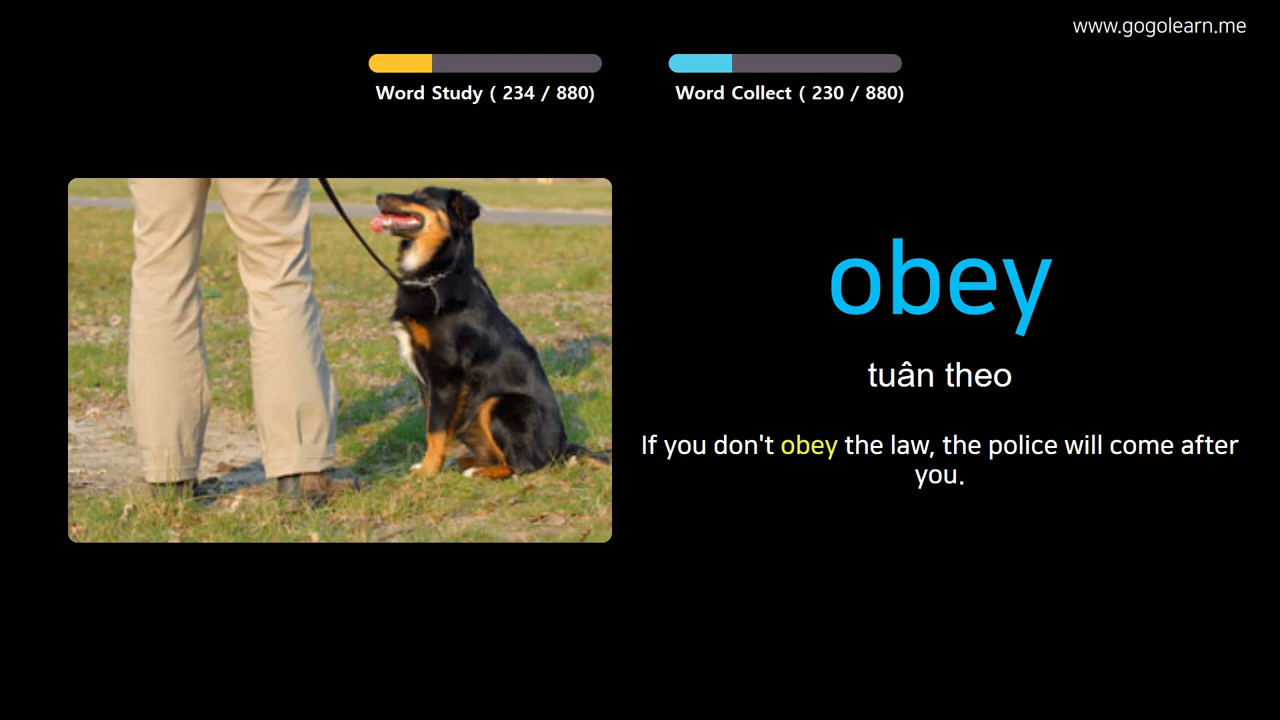 www.gogolearn.me
Word Study ( 234 / 880)
Word Collect ( 230 / 880)
obey
tuân theo
If you don't obey the law, the police will come after
you.